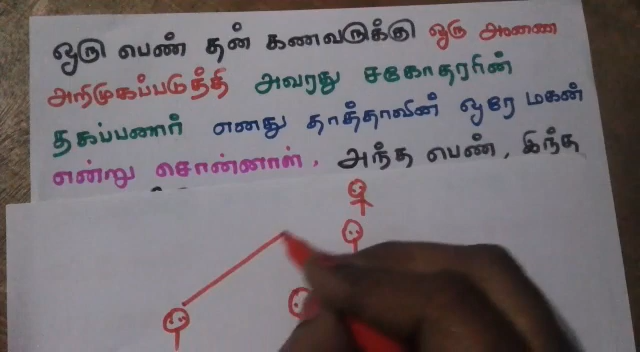 ஒரு பெண் தன் கணவருக்கு ஒரு ஆணை
அறிமுகப்படுத்தி அவரது சகோதரரின்
தகப்பனார் எனது தாத்தாவின் ஒரே மகன்
என்று சொன்னாள். அந்த பெண், இந்த